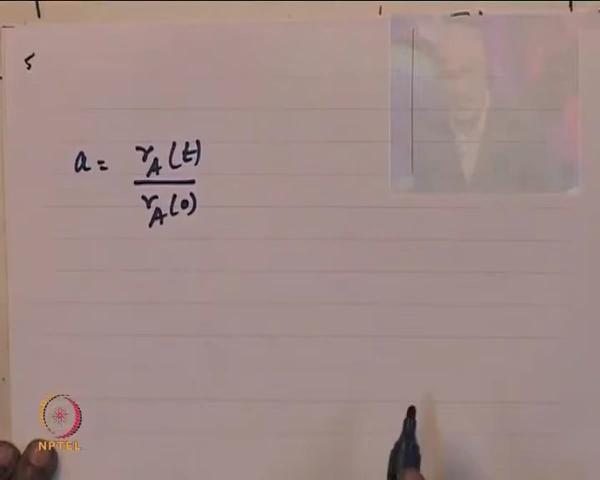 5
a = r_A(t)
r_A(0)
NPTEL